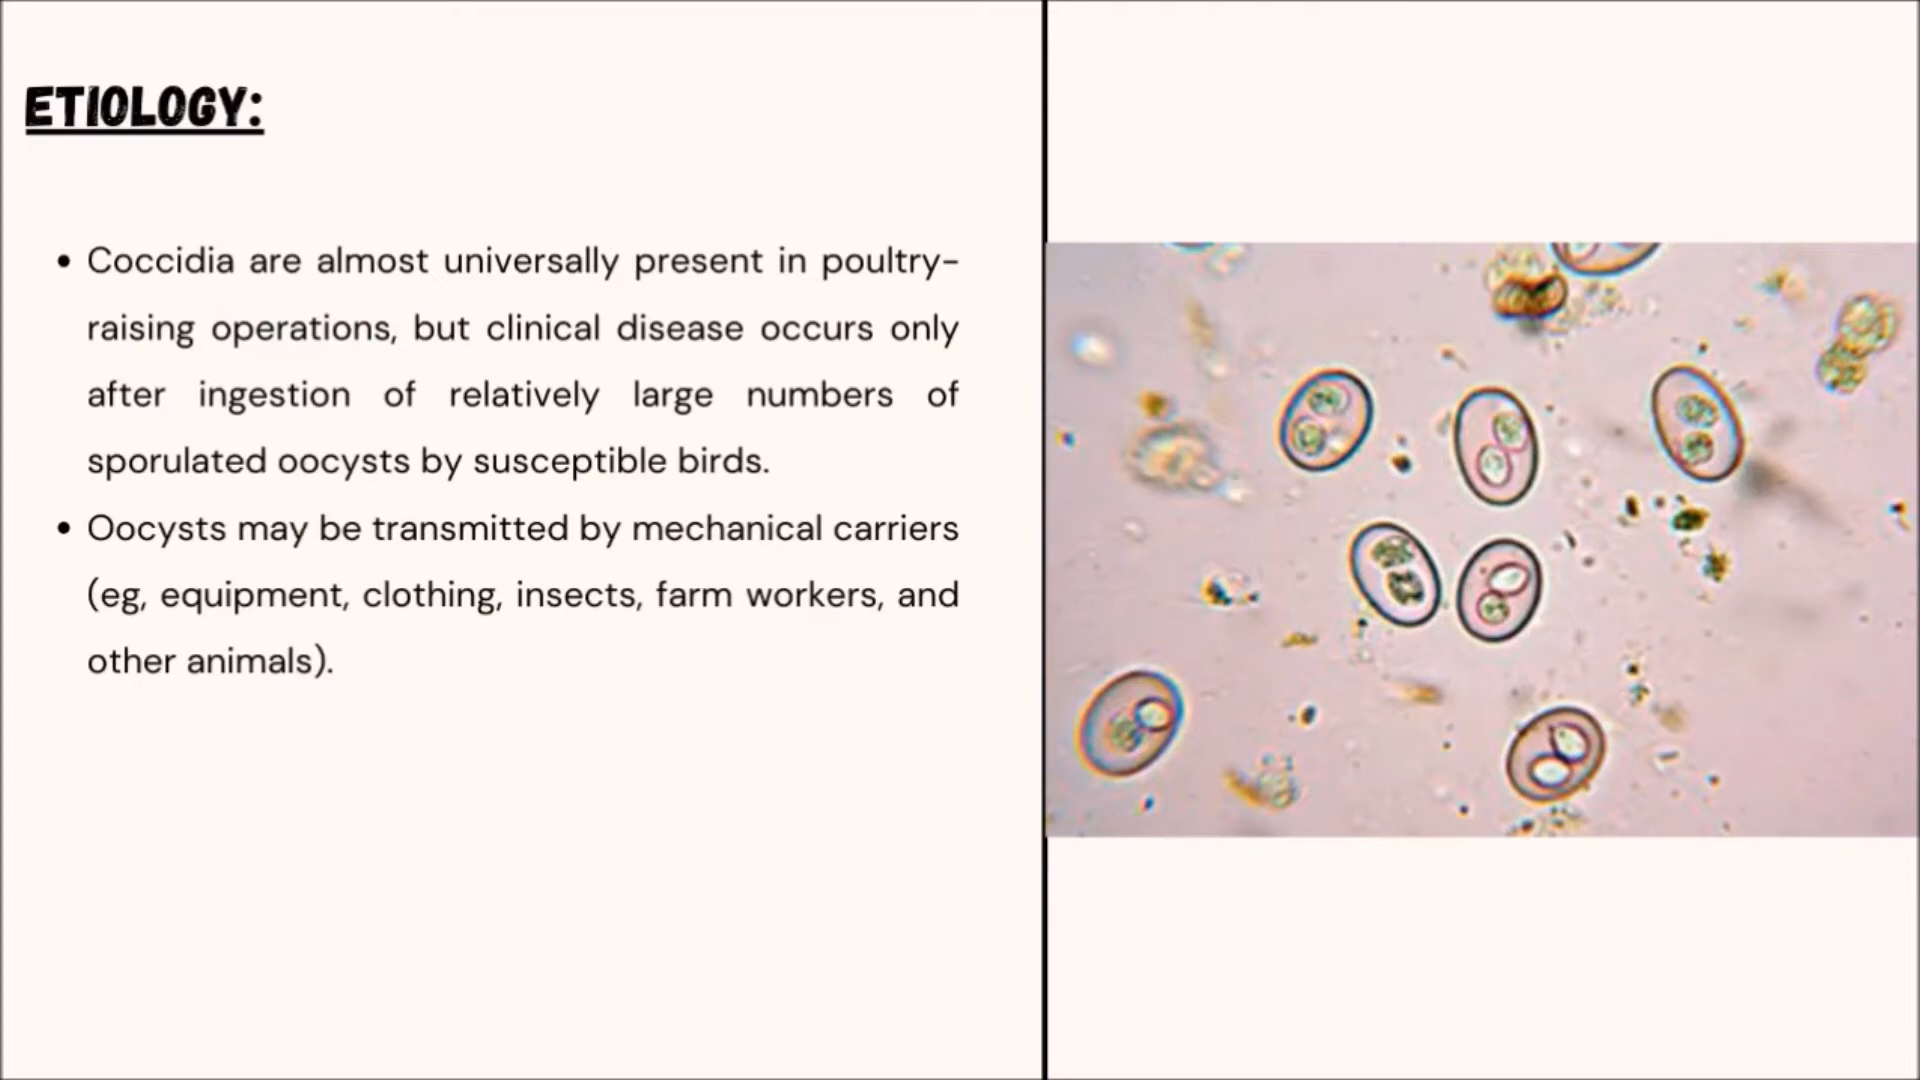 ETIOLOGY:
• Coccidia are almost universally present in poultry-
raising operations, but clinical disease occurs only
after ingestion of relatively large numbers of
sporulated oocysts by susceptible birds.
• Oocysts may be transmitted by mechanical carriers
(eg, equipment, clothing, insects, farm workers, and
other animals).